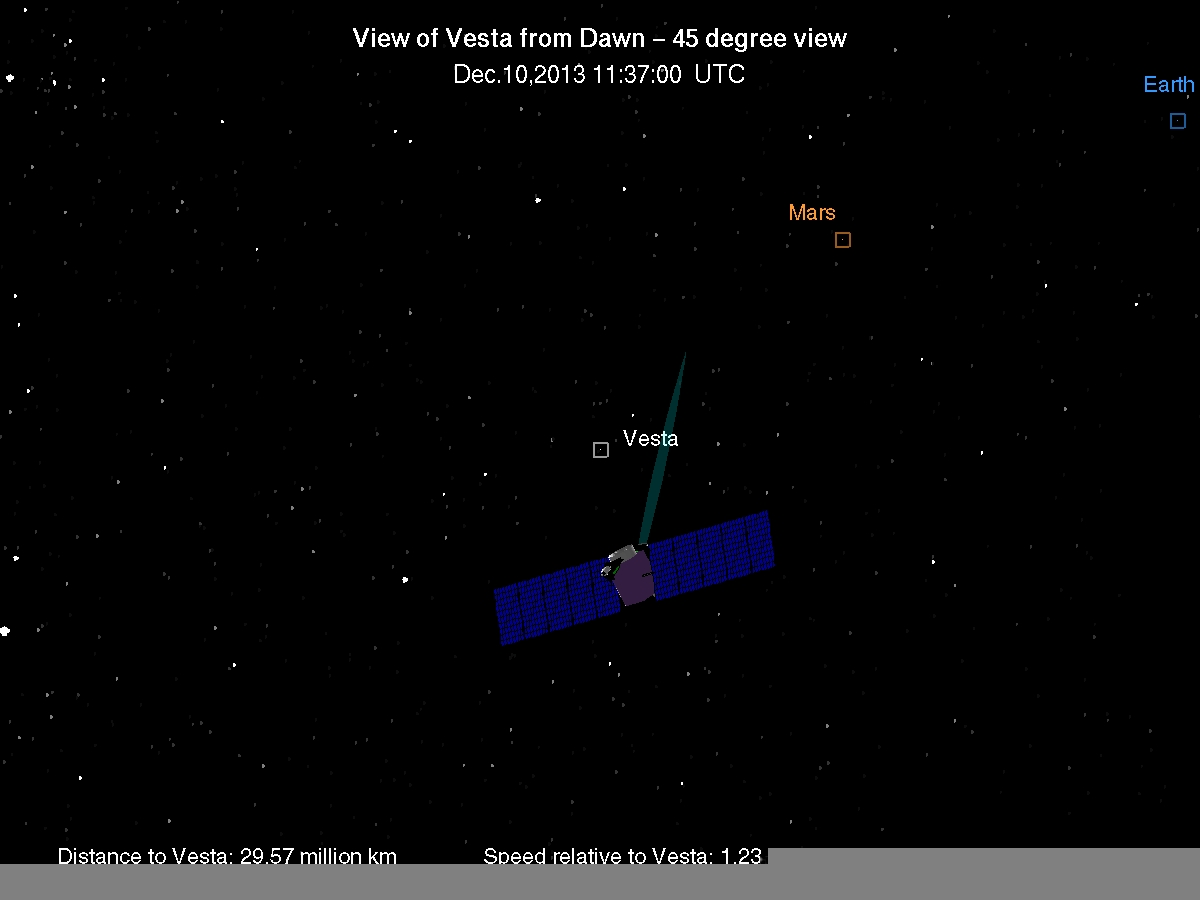 View of Vesta from Dawn – 45 degree view
Dec.10,2013 11:37:00 UTC
Earth
Mars
Vesta
Distance to Vesta: 29.57 million km
Speed relative to Vesta: 1.23